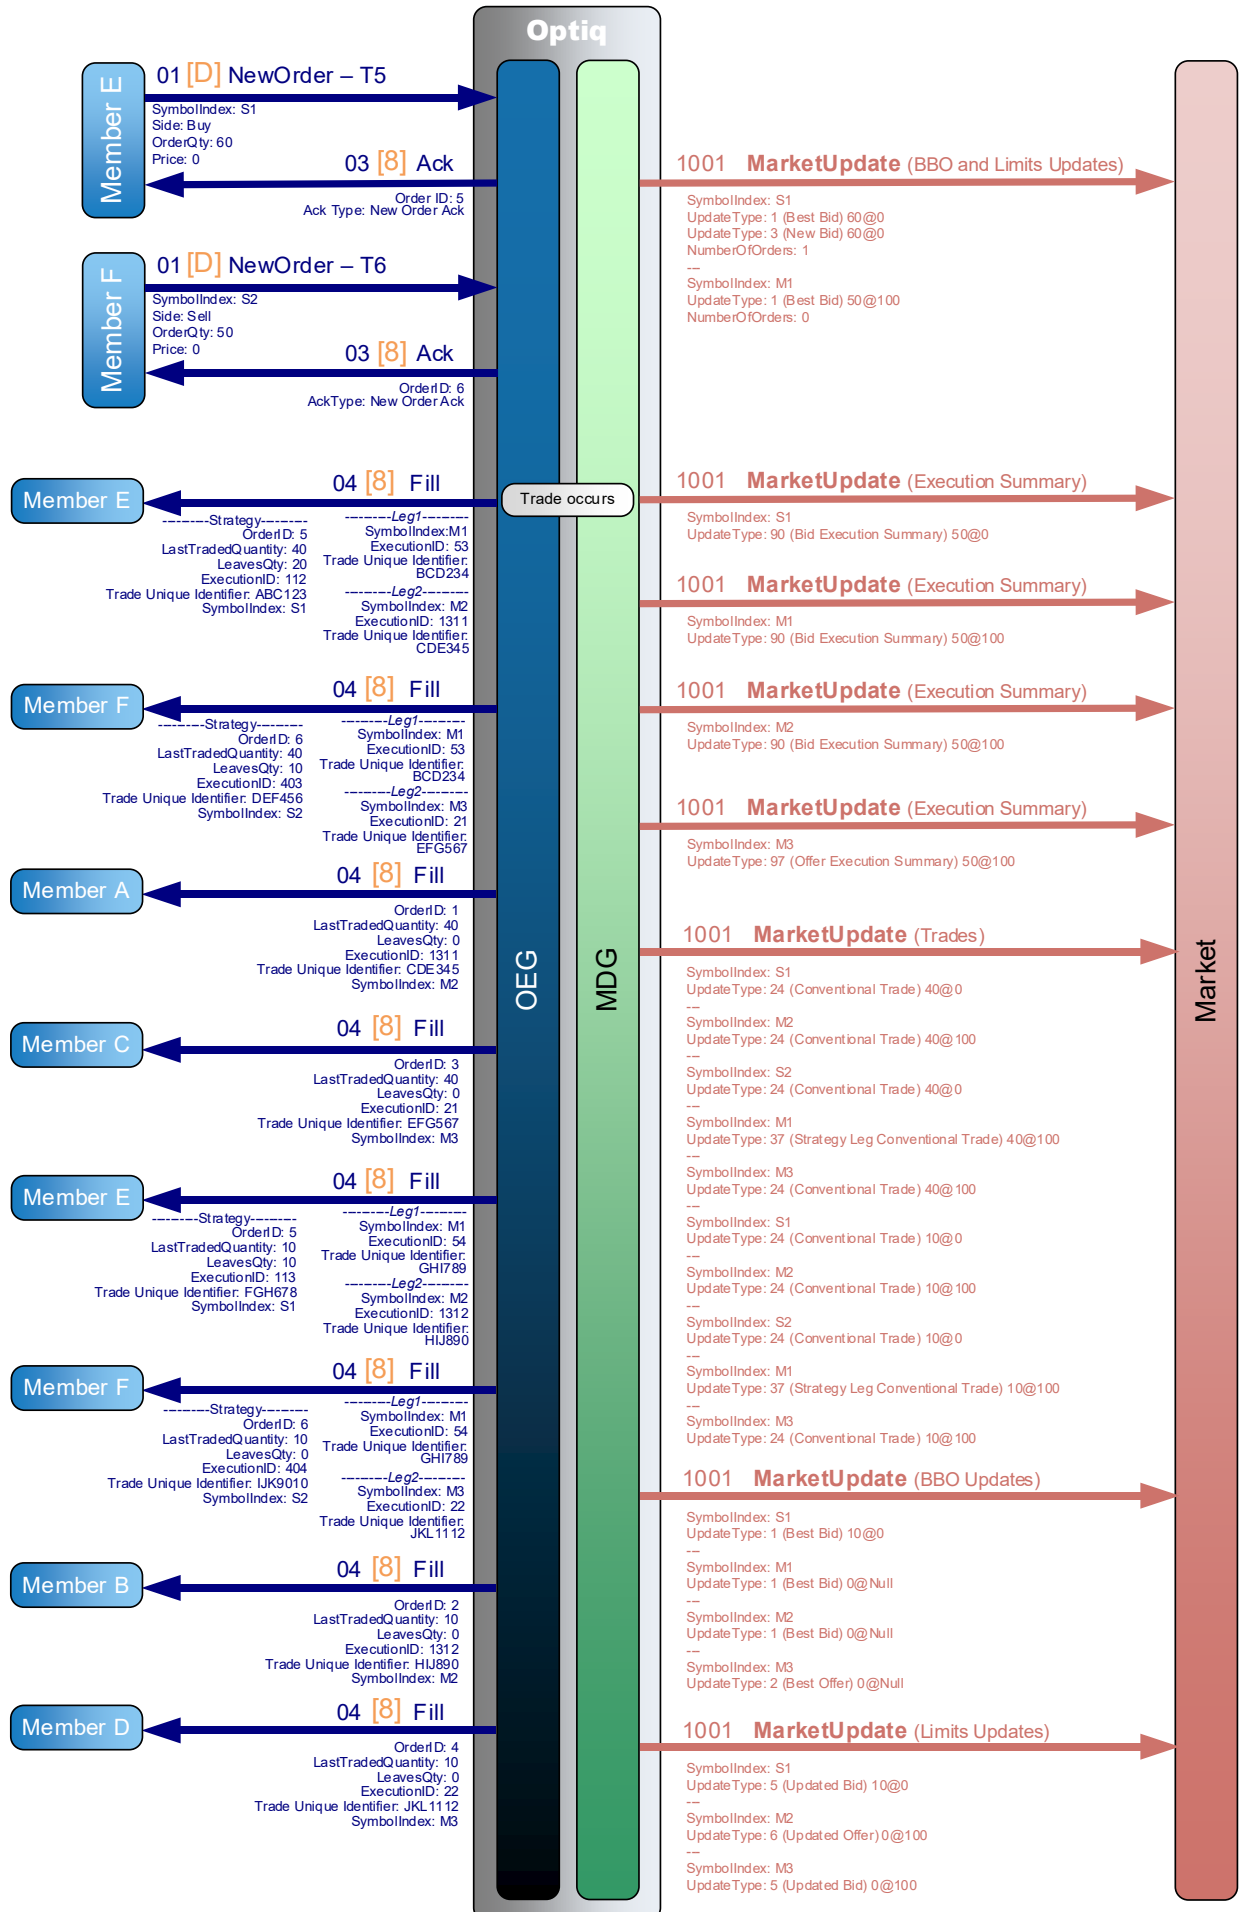 Optiq
Member E
01 [D] NewOrder – T5
SymbolIndex: S1
Side: Buy
OrderQty: 60
Price: 0
03 [8] Ack
Order ID: 5
Ack Type: New Order Ack
Member F
01 [D] NewOrder – T6
SymbolIndex: S2
Side: Sell
OrderQty: 50
Price: 0
03 [8] Ack
OrderID: 6
AckType: New Order Ack
Member E
04 [8] Fill
----------Strategy----------
OrderID: 5
LastTradedQuantity: 40
LeavesQty: 20
ExecutionID: 112
Trade Unique Identifier: ABC123
SymbolIndex: S1
----------Leg1----------
SymbolIndex:M1
ExecutionID: 53
Trade Unique Identifier:
BCD234
----------Leg2----------
SymbolIndex: M2
ExecutionID: 1311
Trade Unique Identifier:
CDE345
Member F
04 [8] Fill
----------Strategy----------
OrderID: 6
LastTradedQuantity: 40
LeavesQty: 10
ExecutionID: 403
Trade Unique Identifier: DEF456
SymbolIndex: S2
----------Leg1----------
SymbolIndex: M1
ExecutionID: 53
Trade Unique Identifier:
BCD234
----------Leg2----------
SymbolIndex: M3
ExecutionID: 21
Trade Unique Identifier:
EFG567
Member A
04 [8] Fill
OrderID: 1
LastTradedQuantity: 40
LeavesQty: 0
ExecutionID: 1311
Trade Unique Identifier: CDE345
SymbolIndex: M2
Member C
04 [8] Fill
OrderID: 3
LastTradedQuantity: 40
LeavesQty: 0
ExecutionID: 21
Trade Unique Identifier: EFG567
SymbolIndex: M3
Member E
04 [8] Fill
----------Strategy----------
OrderID: 5
LastTradedQuantity: 10
LeavesQty: 10
ExecutionID: 113
Trade Unique Identifier: FGH678
SymbolIndex: S1
----------Leg1----------
SymbolIndex: M1
ExecutionID: 54
Trade Unique Identifier:
GHI789
----------Leg2----------
SymbolIndex: M2
ExecutionID: 1312
Trade Unique Identifier:
HIJ890
Member F
04 [8] Fill
----------Strategy----------
OrderID: 6
LastTradedQuantity: 10
LeavesQty: 0
ExecutionID: 404
Trade Unique Identifier: IJK9010
SymbolIndex: S2
----------Leg1----------
SymbolIndex: M1
ExecutionID: 54
Trade Unique Identifier:
GHI789
----------Leg2----------
SymbolIndex: M3
ExecutionID: 22
Trade Unique Identifier:
JKL1112
Member B
04 [8] Fill
OrderID: 2
LastTradedQuantity: 10
LeavesQty: 0
ExecutionID: 1312
Trade Unique Identifier: HIJ890
SymbolIndex: M2
Member D
04 [8] Fill
OrderID: 4
LastTradedQuantity: 10
LeavesQty: 0
ExecutionID: 22
Trade Unique Identifier: JKL1112
SymbolIndex: M3
OEG
MDG
Trade occurs
1001 MarketUpdate (BBO and Limits Updates)
SymbolIndex: S1
UpdateType: 1 (Best Bid) 60@0
UpdateType: 3 (New Bid) 60@0
NumberOfOrders: 1
---
SymbolIndex: M1
UpdateType: 1 (Best Bid) 50@100
NumberOfOrders: 0
1001 MarketUpdate (Execution Summary)
SymbolIndex: S1
UpdateType: 90 (Bid Execution Summary) 50@0
1001 MarketUpdate (Execution Summary)
SymbolIndex: M1
UpdateType: 90 (Bid Execution Summary) 50@100
1001 MarketUpdate (Execution Summary)
SymbolIndex: M2
UpdateType: 90 (Bid Execution Summary) 50@100
1001 MarketUpdate (Execution Summary)
SymbolIndex: M3
UpdateType: 97 (Offer Execution Summary) 50@100
1001 MarketUpdate (Trades)
SymbolIndex: S1
UpdateType: 24 (Conventional Trade) 40@0
---
SymbolIndex: M2
UpdateType: 24 (Conventional Trade) 40@100
---
SymbolIndex: S2
UpdateType: 24 (Conventional Trade) 40@0
---
SymbolIndex: M1
UpdateType: 37 (Strategy Leg Conventional Trade) 40@100
---
SymbolIndex: M3
UpdateType: 24 (Conventional Trade) 40@100
---
SymbolIndex: S1
UpdateType: 24 (Conventional Trade) 10@0
---
SymbolIndex: M2
UpdateType: 24 (Conventional Trade) 10@100
---
SymbolIndex: S2
UpdateType: 24 (Conventional Trade) 10@0
---
SymbolIndex: M1
UpdateType: 37 (Strategy Leg Conventional Trade) 10@100
---
SymbolIndex: M3
UpdateType: 24 (Conventional Trade) 10@100
1001 MarketUpdate (BBO Updates)
SymbolIndex: S1
UpdateType: 1 (Best Bid) 10@0
---
SymbolIndex: M1
UpdateType: 1 (Best Bid) 0@Null
---
SymbolIndex: M2
UpdateType: 1 (Best Bid) 0@Null
---
SymbolIndex: M3
UpdateType: 2 (Best Offer) 0@Null
1001 MarketUpdate (Limits Updates)
SymbolIndex: S1
UpdateType: 5 (Updated Bid) 10@0
---
SymbolIndex: M2
UpdateType: 6 (Updated Offer) 0@100
---
SymbolIndex: M3
UpdateType: 5 (Updated Bid) 0@100
Market